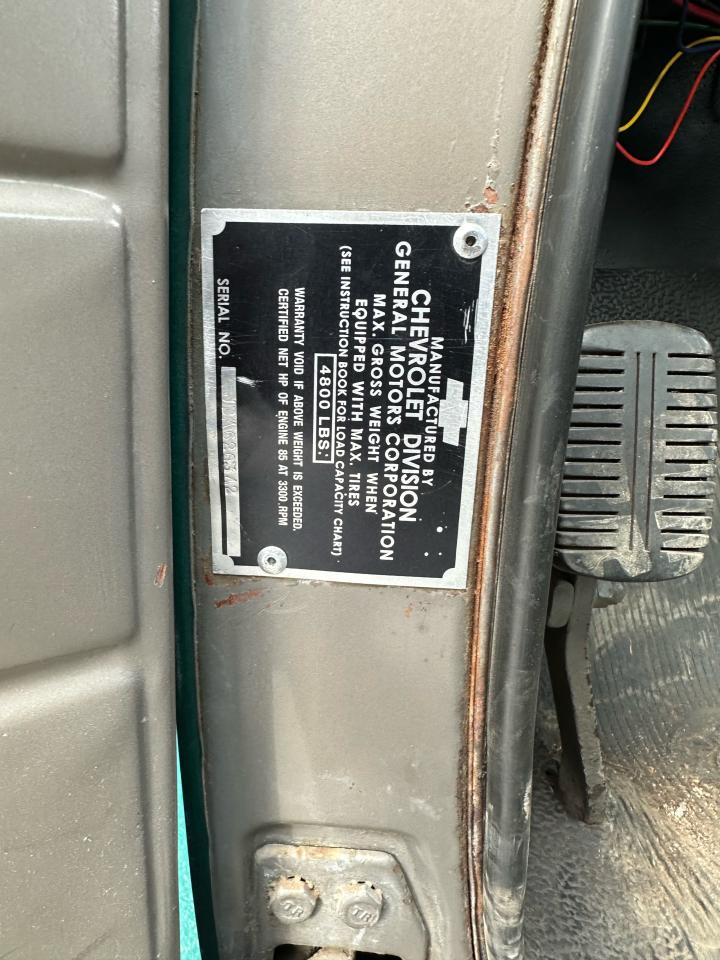 MANUFACTURED BY
CHEVROLET DIVISION
GENERAL MOTORS CORPORATION
MAX. GROSS WEIGHT WHEN
EQUIPPED WITH MAX. TIRES
4800 LBS.
(SEE INSTRUCTION BOOK FOR LOAD CAPACITY CHART)
WARRANTY VOID IF ABOVE WEIGHT IS EXCEEDED.
CERTIFIED NET HP OF ENGINE 85 AT 3300 RPM
SERIAL NO.
TR TR